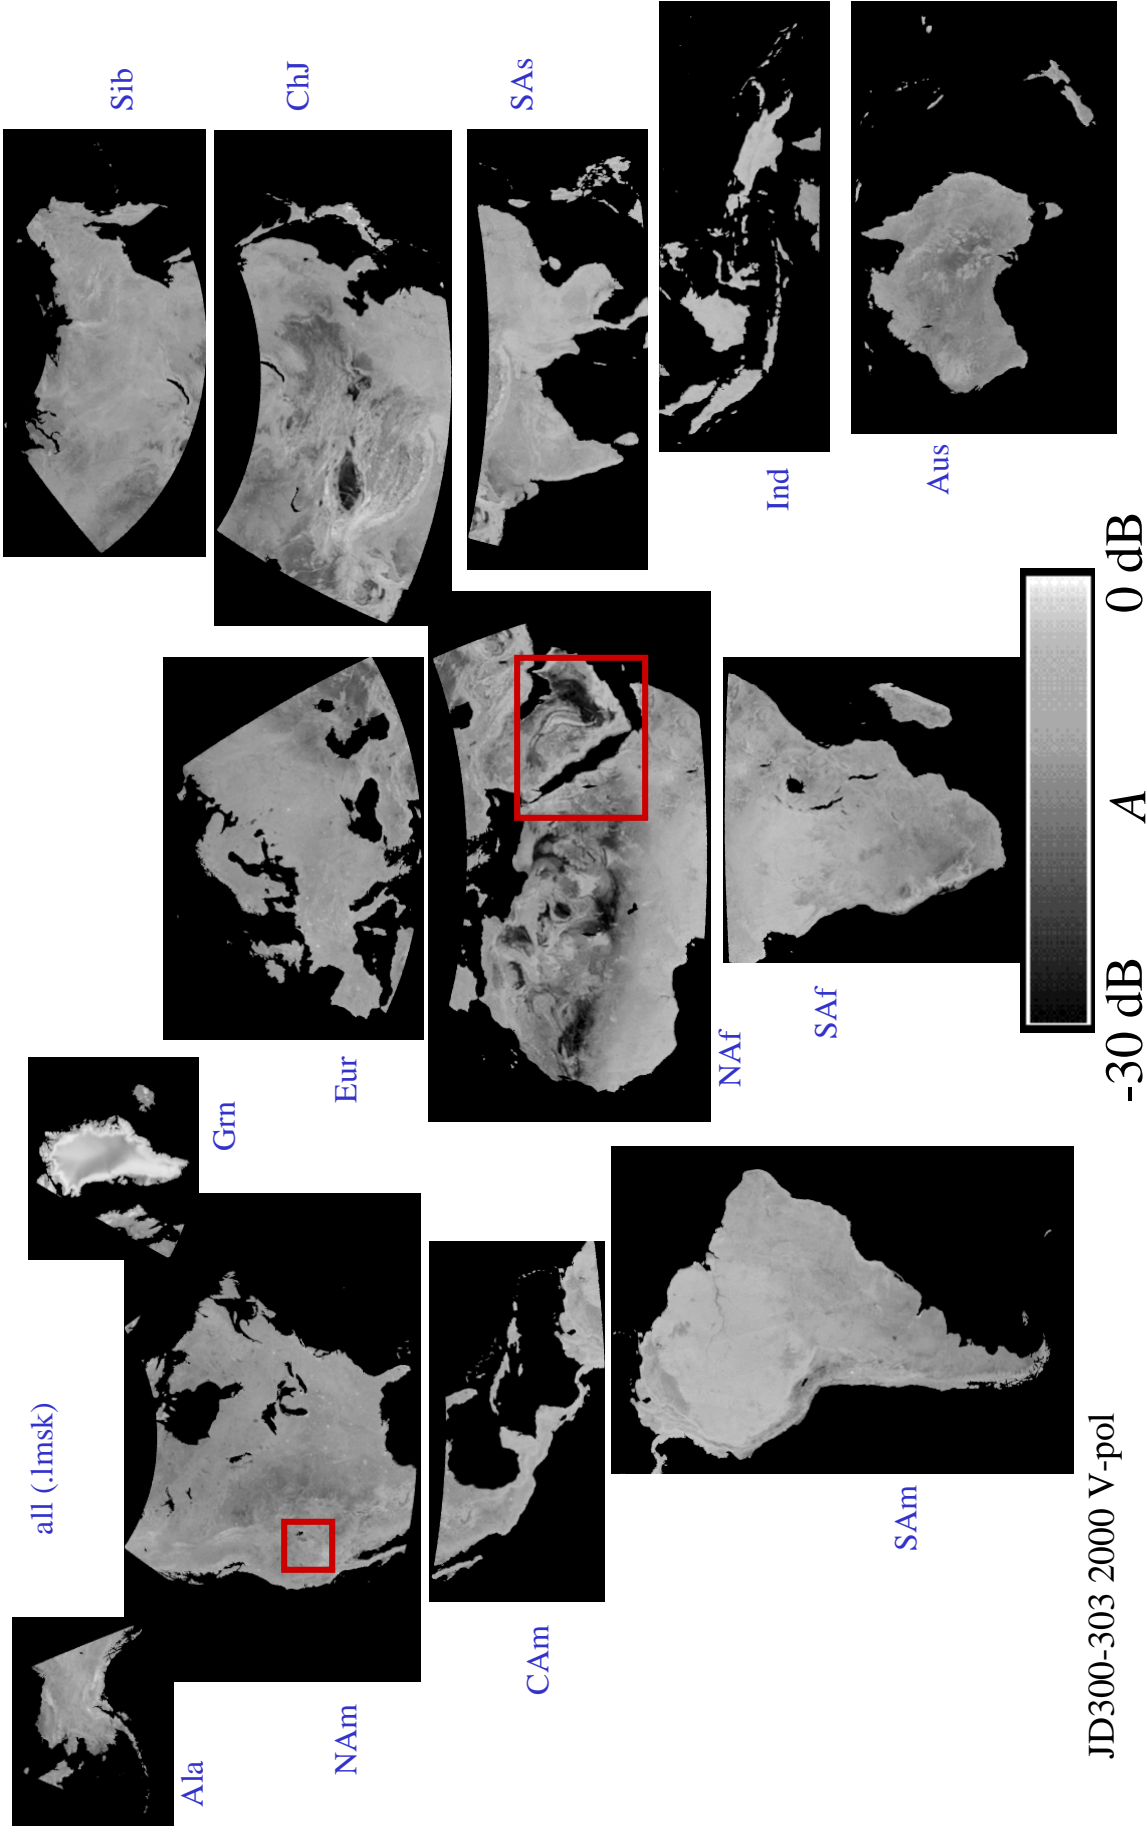 all (.lmsk)
Ala
Grn
Sib
NAm
Eur
ChJ
CAm
NAf
SAs
SAm
SAf
Ind
Aus
-30 dB
A
0 dB
JD300-303 2000 V-pol